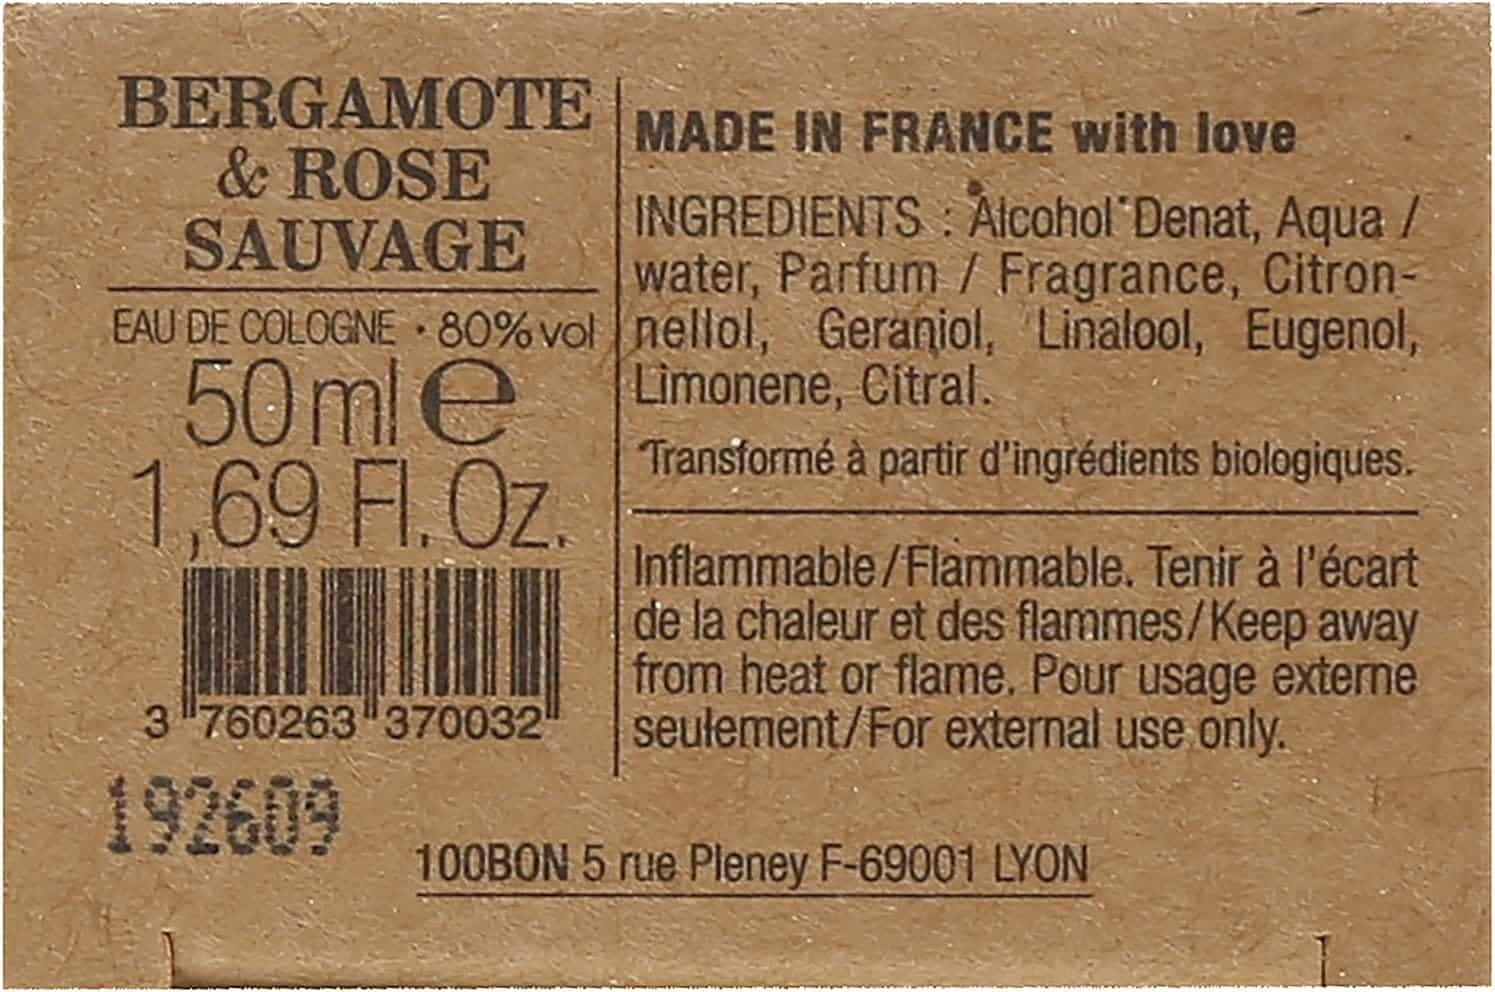 BERGAMOTE
& ROSE
SAUVAGE
EAU DE COLOGNE • 80% vol
50 ml ℮
1,69 Fl. Oz.
3 760263 370032
192609
MADE IN FRANCE with love
INGREDIENTS : Alcohol* Denat, Aqua /
water, Parfum / Fragrance, Citron-
nellol, Geraniol, Linalool, Eugenol,
Limonene, Citral.
*Transformé à partir d'ingrédients biologiques.
Inflammable/Flammable. Tenir à l'écart
de la chaleur et des flammes/Keep away
from heat or flame. Pour usage externe
seulement/For external use only.
100BON 5 rue Pleney F-69001 LYON